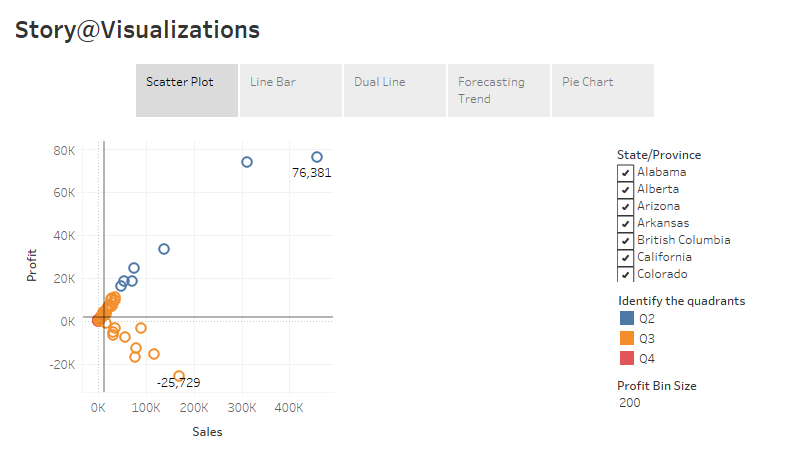 Story@Visualizations
Scatter Plot
Line Bar
Dual Line
Forecasting
Trend
Pie Chart
80K
60K
40K
20K
0K
-20K
Profit
76,381
-25,729
0K
100K
200K
300K
400K
Sales
State/Province
Alabama
Alberta
Arizona
Arkansas
British Columbia
California
Colorado
Identify the quadrants
Q2
Q3
Q4
Profit Bin Size
200